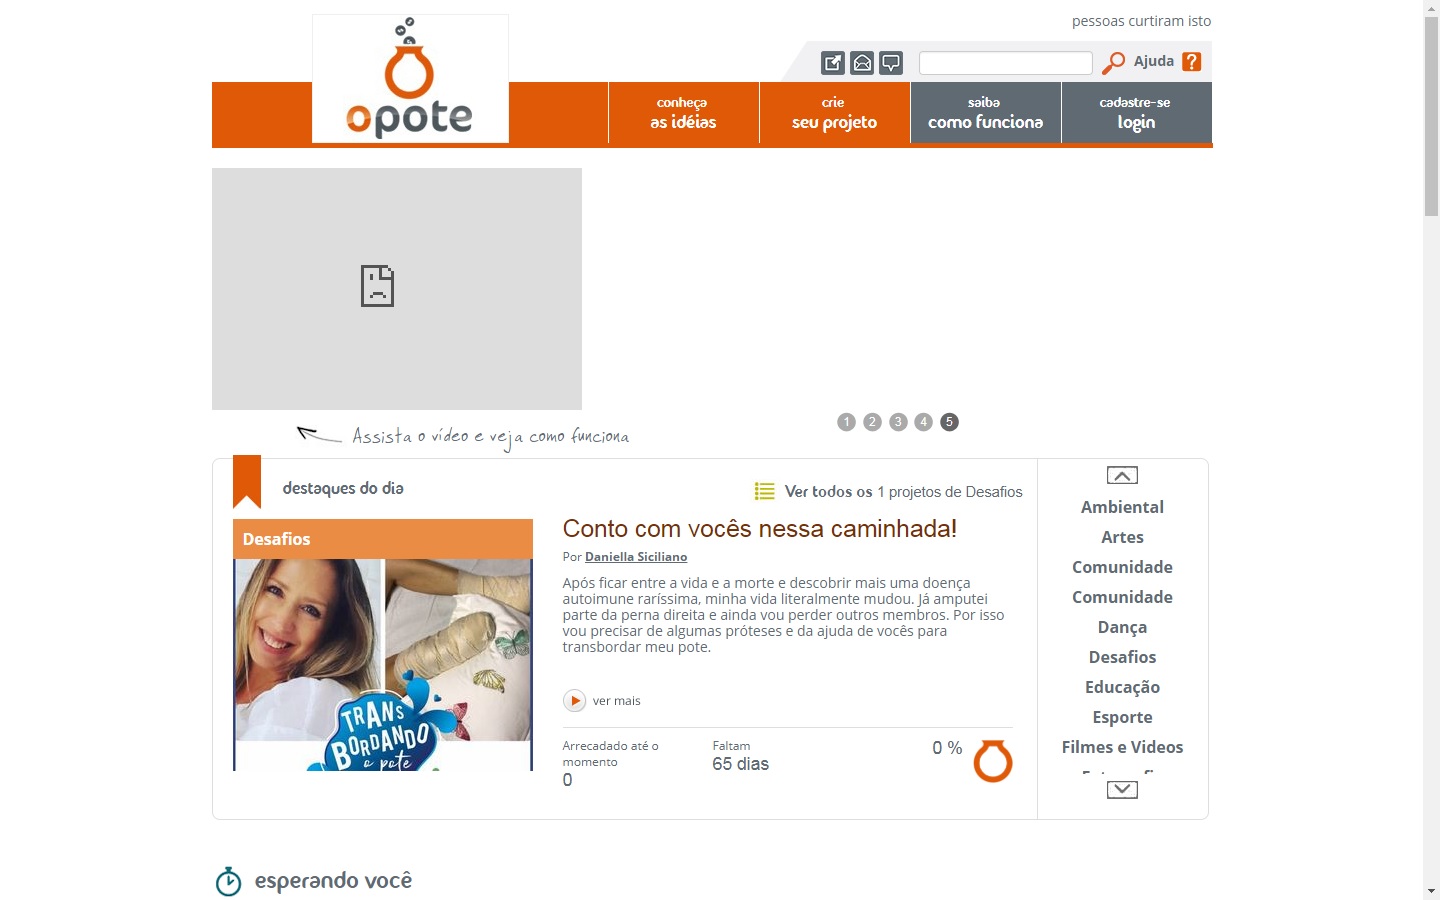 pessoas curtiram isto
Ajuda
opote
conheça
as idéias
crie
seu projeto
saiba
como funciona
cadastre-se
login
1 2 3 4 5
Assista o vídeo e veja como funciona
destaques do dia
Ver todos os 1 projetos de Desafios
Desafios
TRANS
BORDANDO
o pote
Conto com vocês nessa caminhada!
Por Daniella Siciliano
Após ficar entre a vida e a morte e descobrir mais uma doença
autoimune raríssima, minha vida literalmente mudou. Já amputei
parte da perna direita e ainda vou perder outros membros. Por isso
vou precisar de algumas próteses e da ajuda de vocês para
transbordar meu pote.
ver mais
Arrecadado até o
momento
0
Faltam
65 dias
0 %
Ambiental
Artes
Comunidade
Comunidade
Dança
Desafios
Educação
Esporte
Filmes e Videos
esperando você